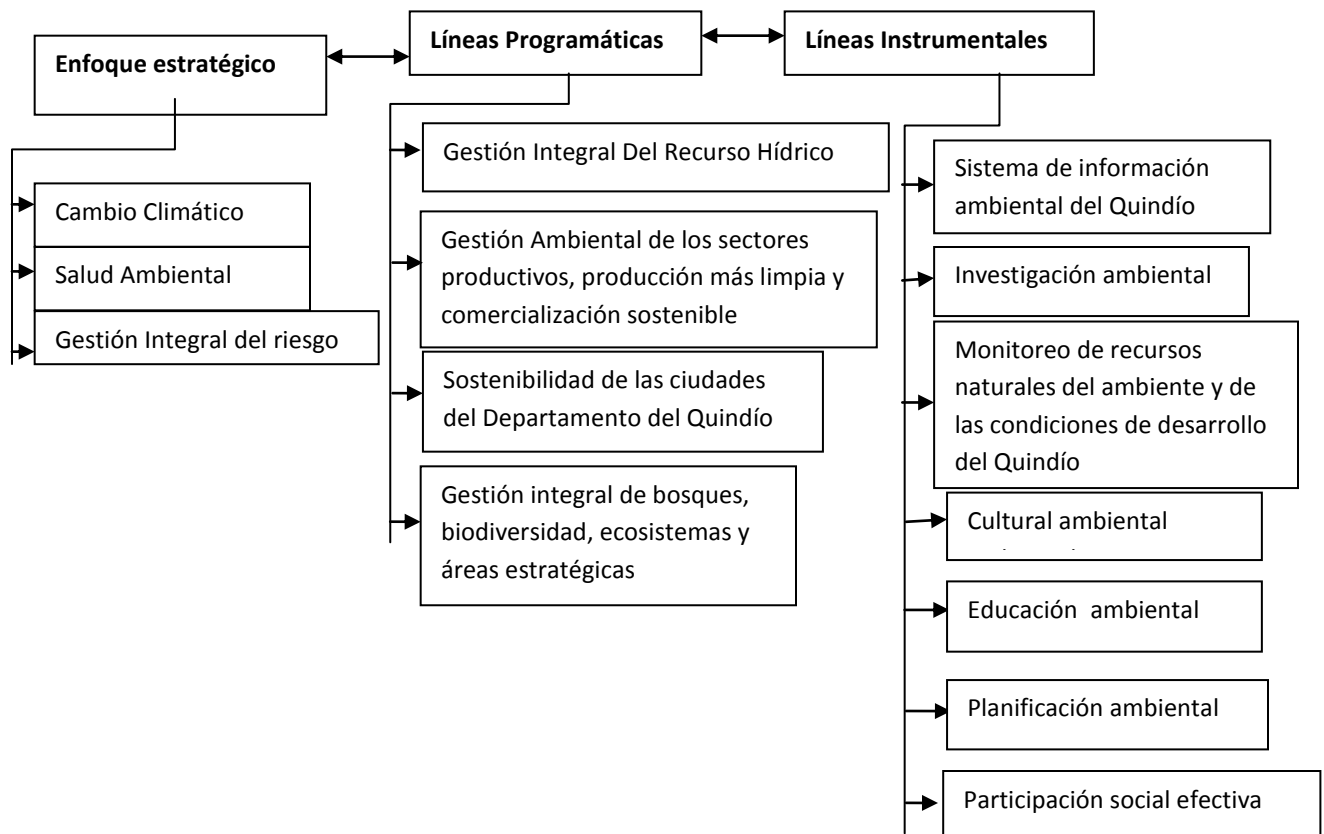 Enfoque estratégico
Cambio Climático
Salud Ambiental
Gestión Integral del riesgo
Líneas Programáticas
Gestión Integral Del Recurso Hídrico
Gestión Ambiental de los sectores
productivos, producción más limpia y
comercialización sostenible
Sostenibilidad de las ciudades
del Departamento del Quindío
Gestión integral de bosques,
biodiversidad, ecosistemas y
áreas estratégicas
Líneas Instrumentales
Sistema de información
ambiental del Quindío
Investigación ambiental
Monitoreo de recursos
naturales del ambiente y de
las condiciones de desarrollo
del Quindío
Cultural ambiental
Educación ambiental
Planificación ambiental
Participación social efectiva